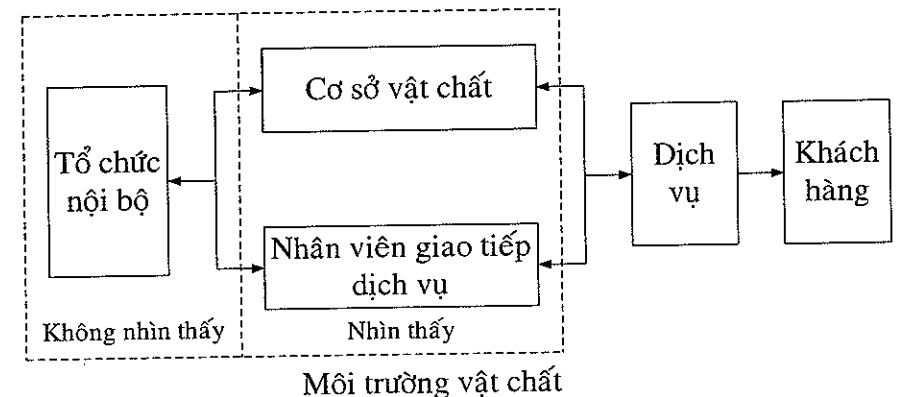 Cơ sở vật chất
Tổ chức
nội bộ
Dịch
vụ
Khách
hàng
Nhân viên giao tiếp
dịch vụ
Không nhìn thấy
Nhìn thấy
Môi trường vật chất